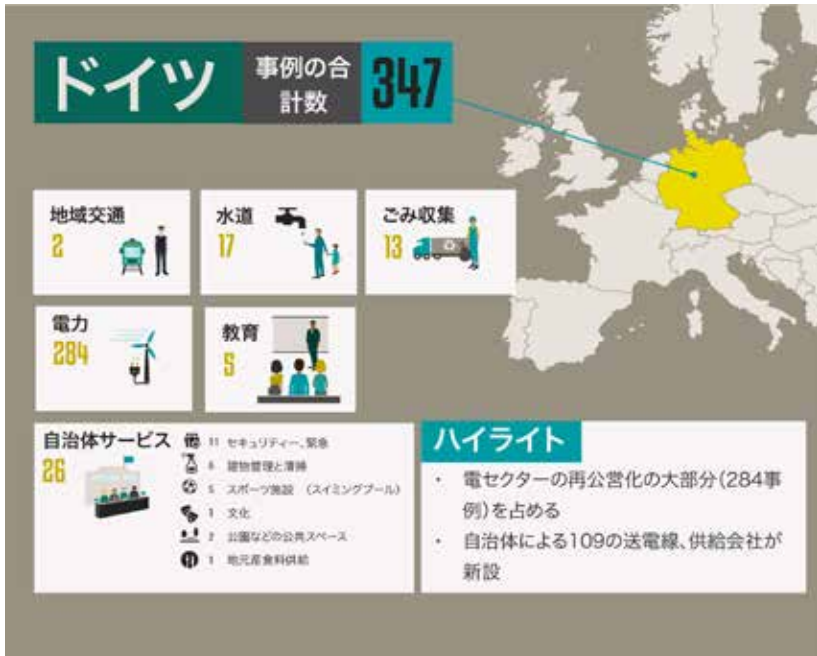 ドイツ
事例の合
計数
347
地域交通
2
水道
17
ごみ収集
13
電力
284
教育
5
自治体サービス
26
11 セキュリティー、緊急
6 建物管理と清掃
5 スポーツ施設 （スイミングプール）
1 文化
2 公園などの公共スペース
1 地元産食料供給
ハイライト
・ 電セクターの再公営化の大部分（284事
例）を占める
・ 自治体による109の送電線、供給会社が
新設